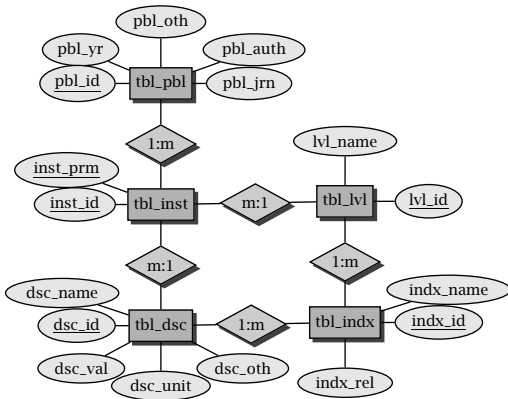 pbl_oth
pbl_yr
pbl_auth
pbl_id
tbl_pbl
pbl_jrn
1:m
lvl_name
inst_prm
inst_id
tbl_inst
m:1
tbl_lvl
lvl_id
m:1
1:m
dsc_name
indx_name
dsc_id
tbl_dsc
1:m
tbl_indx
indx_id
dsc_val
dsc_unit
dsc_oth
indx_rel